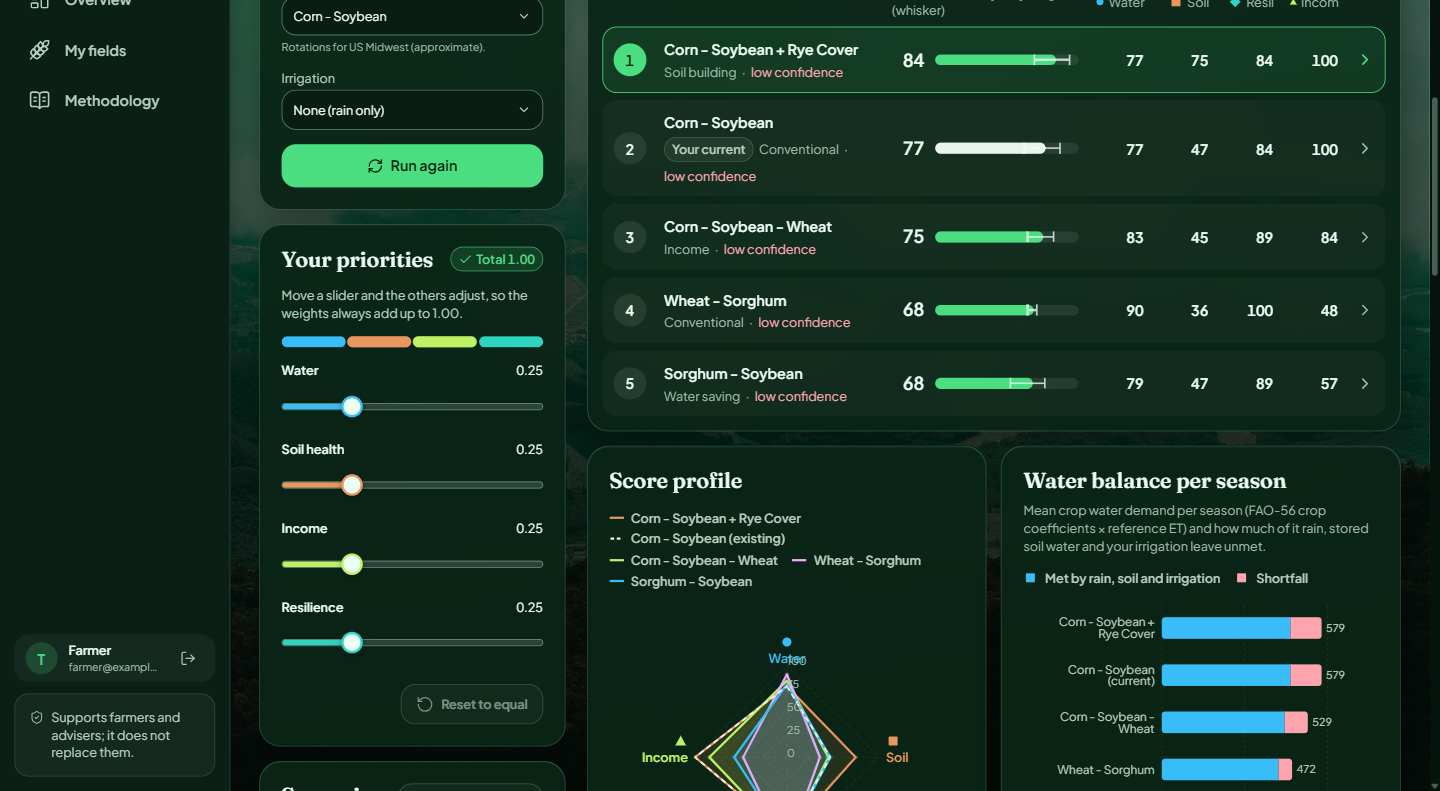 Overview
My fields
Methodology
Farmer
T
farmer@exampl...
Supports farmers and
advisers; it does not
replace them.
Corn – Soybean
Rotations for US Midwest (approximate).
Irrigation
None (rain only)
Run again
Your priorities
Total 1.00
Move a slider and the others adjust, so the
weights always add up to 1.00.
Water 0.25
Soil health 0.25
Income 0.25
Resilience 0.25
Reset to equal
(whisker)
Water Soil Resil Incom
1 Corn – Soybean + Rye Cover 84 77 75 84 100
Soil building · low confidence
Corn – Soybean
2 Your current Conventional · 77 77 47 84 100
low confidence
3 Corn – Soybean – Wheat 75 83 45 89 84
Income · low confidence
4 Wheat – Sorghum 68 90 36 100 48
Conventional · low confidence
5 Sorghum – Soybean 68 79 47 89 57
Water saving · low confidence
Score profile
Corn – Soybean + Rye Cover
Corn – Soybean (existing)
Corn – Soybean – Wheat Wheat – Sorghum
Sorghum – Soybean
Water
100
75
50
25
0
Income
Soil
Water balance per season
Mean crop water demand per season (FAO-56 crop
coefficients × reference ET) and how much of it rain, stored
soil water and your irrigation leave unmet.
Met by rain, soil and irrigation Shortfall
Corn – Soybean +
Rye Cover
579
Corn – Soybean
(current)
579
Corn – Soybean –
Wheat
529
Wheat – Sorghum 472